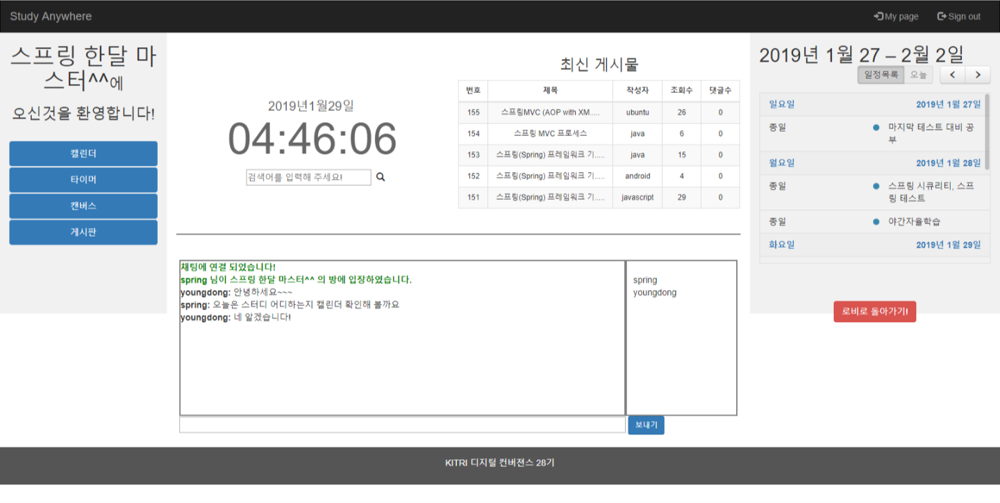 Study Anywhere
My page
Sign out
스프링 한달 마
스터^^에
오신것을 환영합니다!
캘린더
타이머
캔버스
게시판
2019년1월29일
04:46:06
검색어를 입력해 주세요!
최신 게시물
번호 제목 작성자 조회수 댓글수
155 스프링MVC (AOP with XM..... ubuntu 26 0
154 스프링 MVC 프로세스 java 6 0
153 스프링(Spring) 프레임워크 기..... java 15 0
152 스프링(Spring) 프레임워크 기..... android 4 0
151 스프링(Spring) 프레임워크 기..... javascript 29 0
2019년 1월 27 – 2월 2일
일정목록 오늘
일요일 2019년 1월 27일
종일 마지막 테스트 대비 공
부
월요일 2019년 1월 28일
종일 스프링 시큐리티, 스프
링 테스트
종일 야간자율학습
화요일 2019년 1월 29일
로비로 돌아가기!
채팅에 연결 되었습니다!
spring 님이 스프링 한달 마스터^^ 의 방에 입장하였습니다.
youngdong: 안녕하세요~~~
spring: 오늘은 스터디 어디하는지 캘린더 확인해 볼까요
youngdong: 네 알겠습니다!
spring
youngdong
보내기
KITRI 디지털 컨버젼스 28기